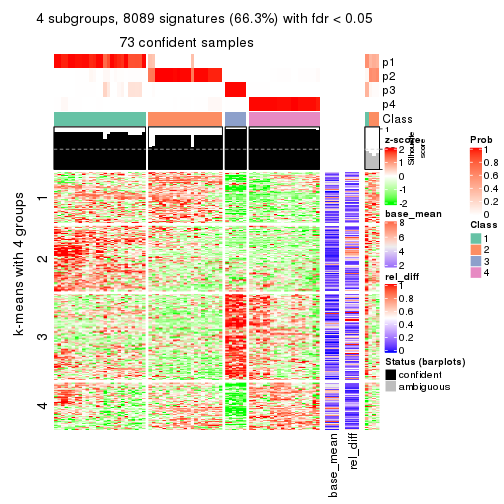 4 subgroups, 8089 signatures (66.3%) with fdr < 0.05
73 confident samples
p1
p2
p3
p4
Class
1
Silhouette
score
k-means with 4 groups
1
2
3
4
base_mean
rel_diff
z-score
2
1
0
-1
-2
base_mean
8
6
4
2
rel_diff
1
0.8
0.6
0.4
0.2
0
Status (barplots)
confident
ambiguous
Prob
1
0.8
0.6
0.4
0.2
0
Class
1
2
3
4